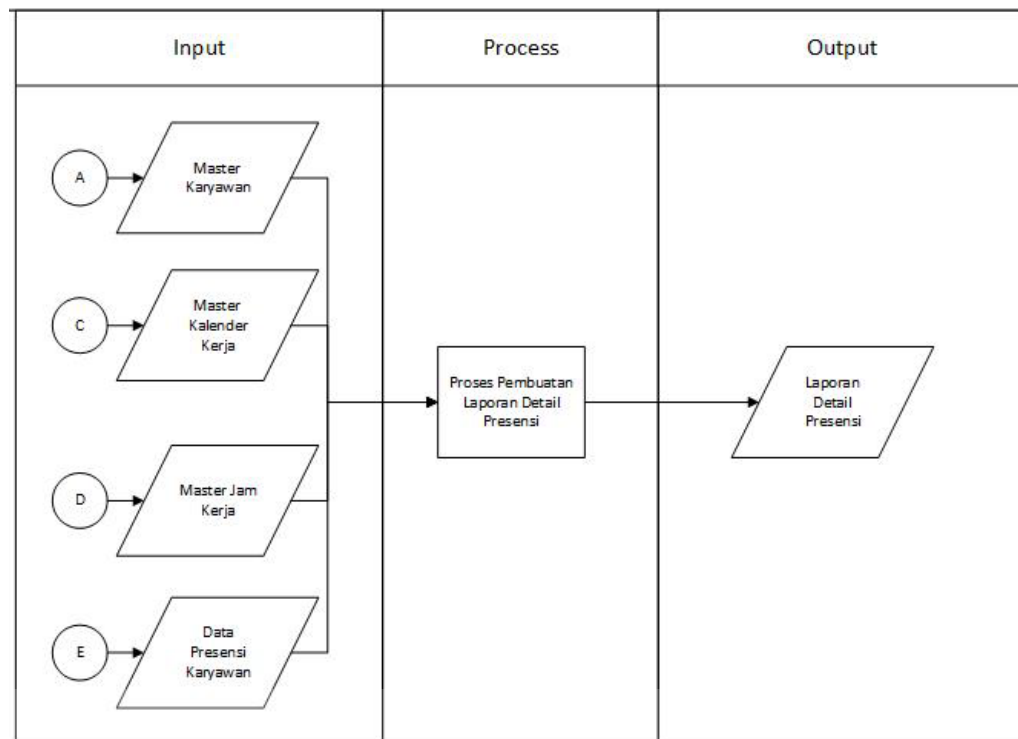 Input
Process
Output
A
Master
Karyawan
C
Master
Kalender
Kerja
D
Master Jam
Kerja
E
Data
Presensi
Karyawan
Proses Pembuatan
Laporan Detail
Presensi
Laporan
Detail
Presensi